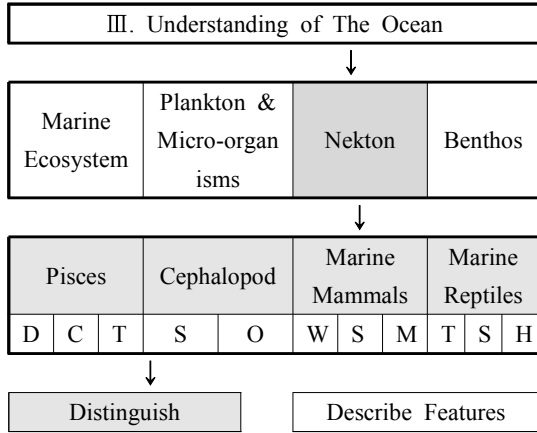 Ⅲ. Understanding of The Ocean
Marine
Ecosystem
Plankton &
Micro-organ
isms
Nekton
Benthos
Pisces
Cephalopod
Marine
Mammals
Marine
Reptiles
D C T S O W S M T S H
Distinguish
Describe Features